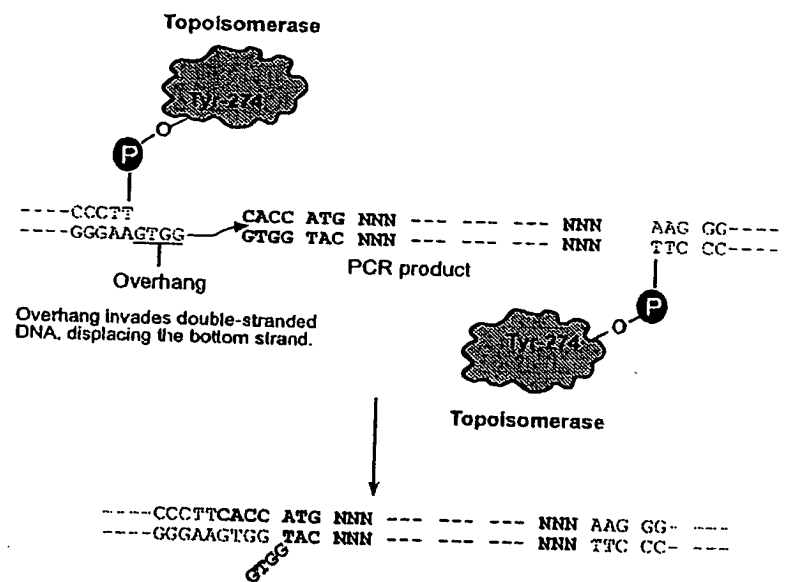 Topoisomerase
Tyr-274
O
P
----CCCTT
----GGGAAGTGG
CACC ATG NNN --- --- --- NNN
GTGG TAC NNN --- --- --- NNN
AAG GG----
TTC CC----
Overhang
PCR product
Overhang invades double-stranded
DNA, displacing the bottom strand.
P
O
Tyr-274
Topoisomerase
-----CCCTTCACC ATG NNN --- --- --- NNN AAG GG- ---
----GGGAAGTGG TAC NNN --- --- --- NNN TTC CC- ---
GTGG